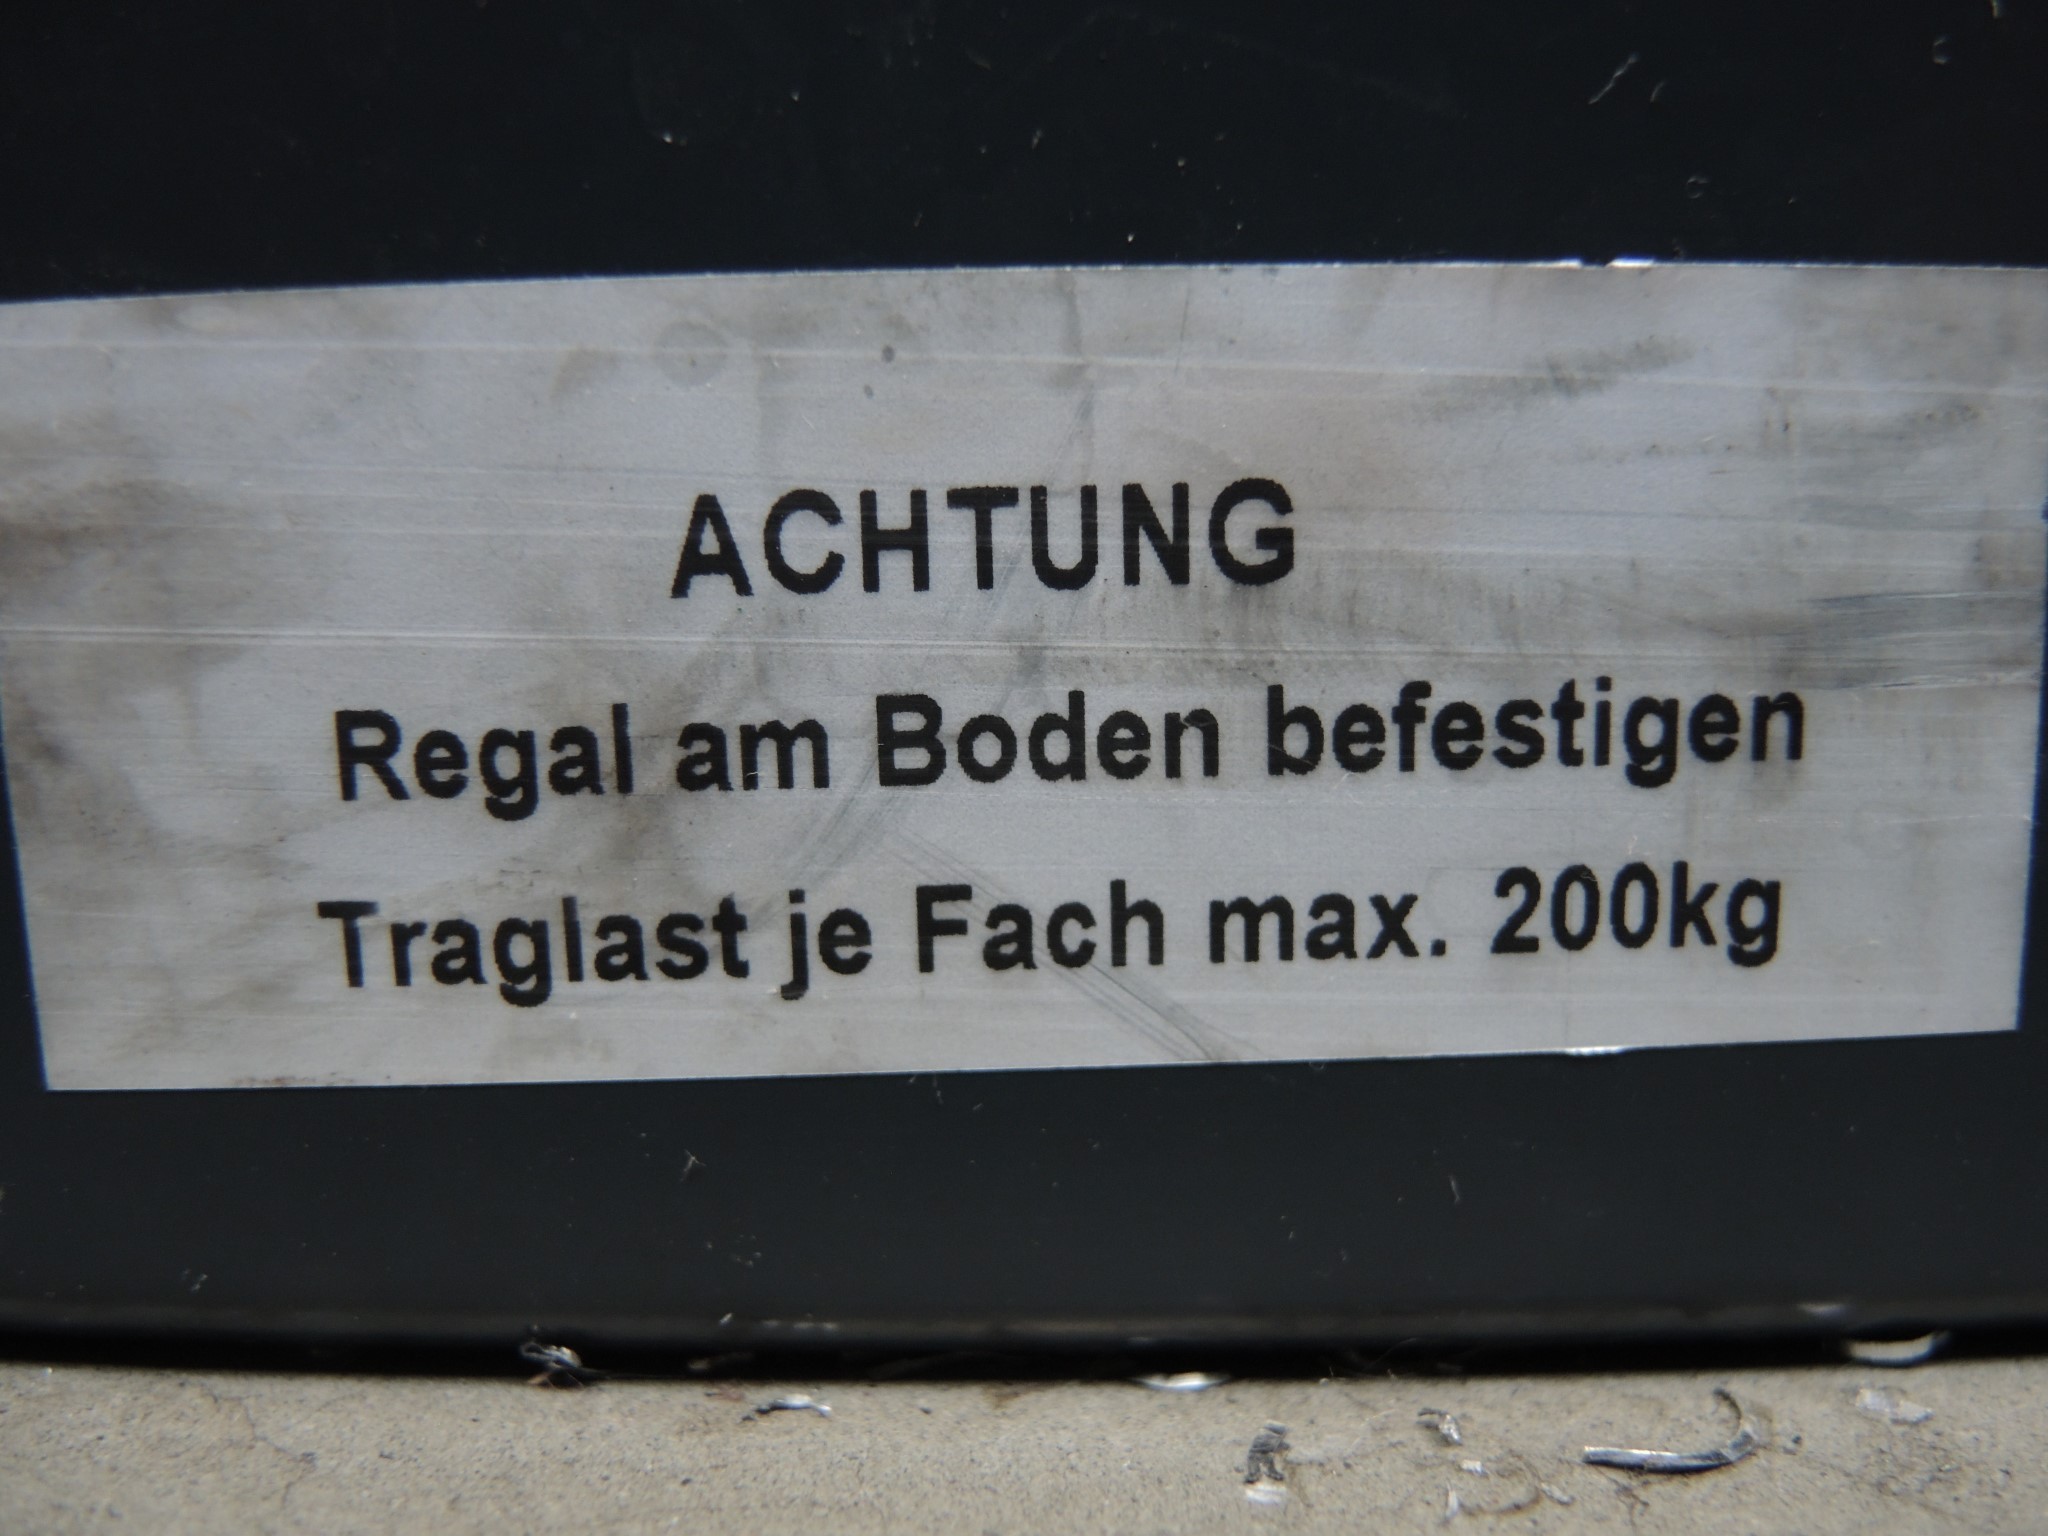 ACHTUNG
Regal am Boden befestigen
Traglast je Fach max. 200kg